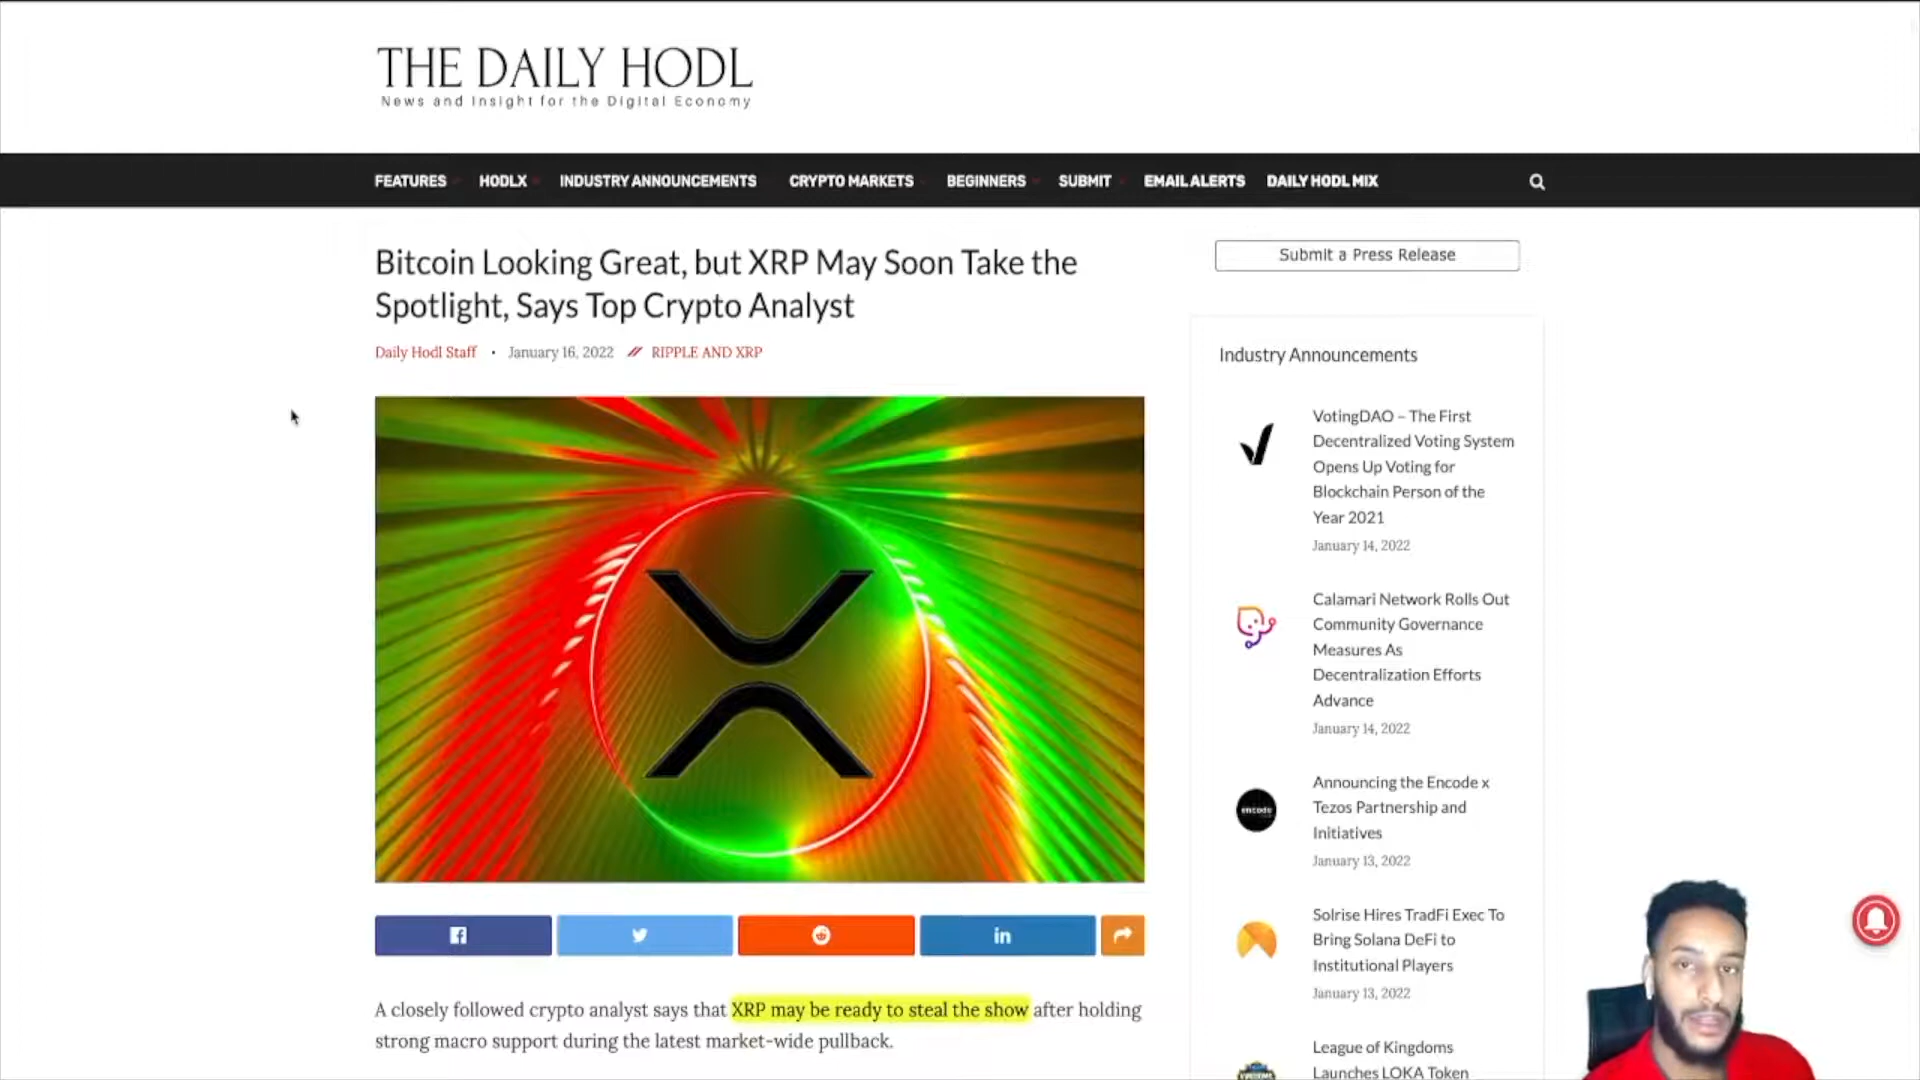 THE DAILY HODL
News and Insight for the Digital Economy
FEATURES HODLX INDUSTRY ANNOUNCEMENTS CRYPTO MARKETS BEGINNERS SUBMIT EMAIL ALERTS DAILY HODL MIX
Bitcoin Looking Great, but XRP May Soon Take the
Spotlight, Says Top Crypto Analyst
Daily Hodl Staff • January 16, 2022 // RIPPLE AND XRP
A closely followed crypto analyst says that XRP may be ready to steal the show after holding
strong macro support during the latest market-wide pullback.
Submit a Press Release
Industry Announcements
VotingDAO – The First
Decentralized Voting System
Opens Up Voting for
Blockchain Person of the
Year 2021
January 14, 2022
Calamari Network Rolls Out
Community Governance
Measures As
Decentralization Efforts
Advance
January 14, 2022
encode
Announcing the Encode x
Tezos Partnership and
Initiatives
January 13, 2022
Solrise Hires TradFi Exec To
Bring Solana DeFi to
Institutional Players
January 13, 2022
League of Kingdoms
Launches LOKA Token